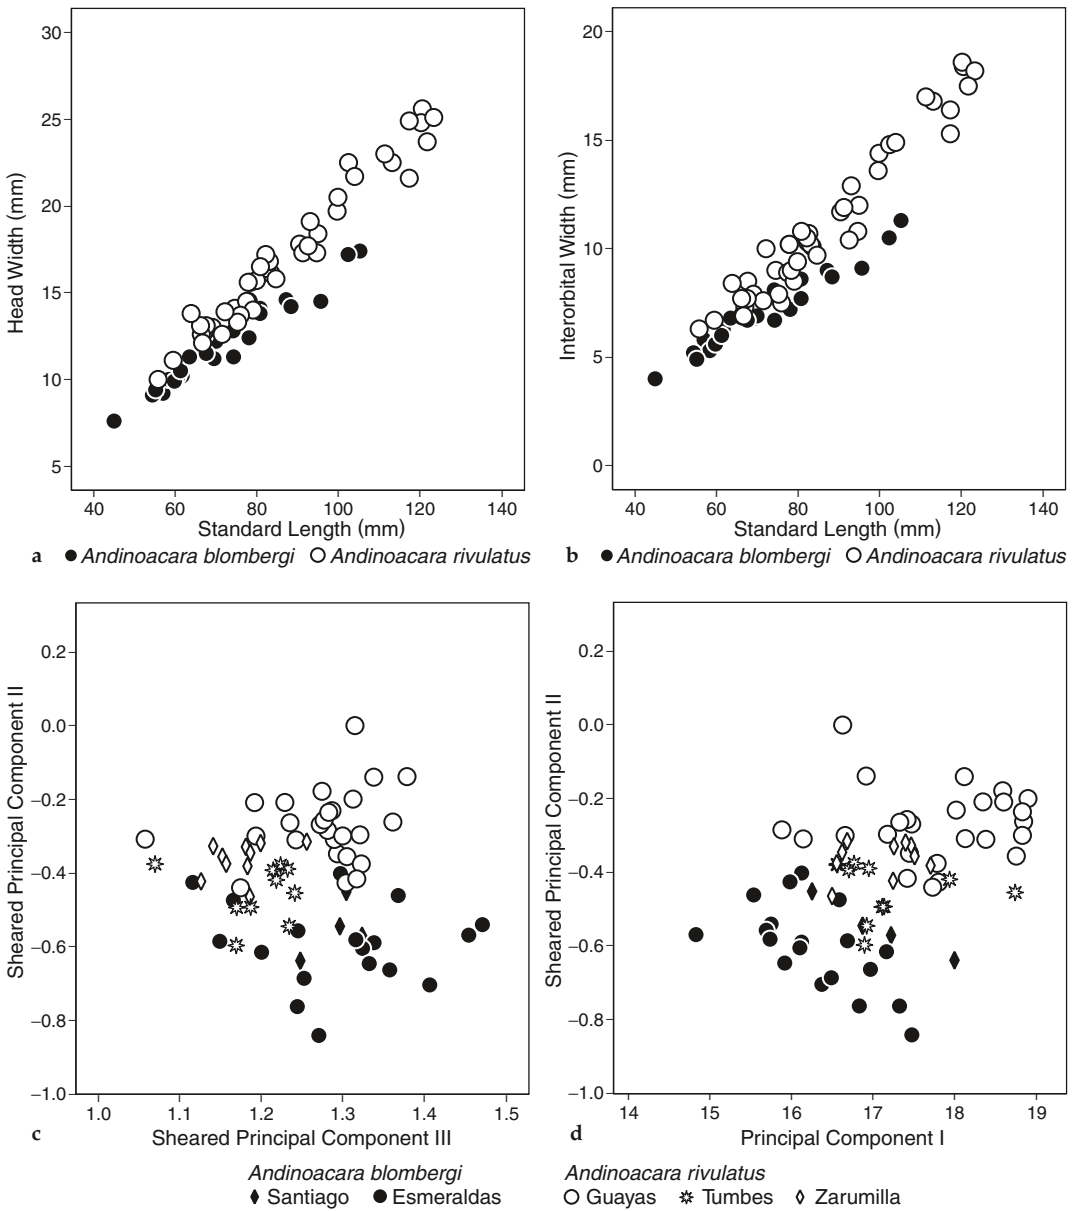 30
25
20
15
10
5
Head Width (mm)
40 60 80 100 120 140
Standard Length (mm)
a Andinoacara blombergi Andinoacara rivulatus
20
15
10
5
0
Interorbital Width (mm)
40 60 80 100 120 140
Standard Length (mm)
b Andinoacara blombergi Andinoacara rivulatus
0.2
0.0
−0.2
−0.4
−0.6
−0.8
−1.0
Sheared Principal Component II
1.0 1.1 1.2 1.3 1.4 1.5
c Sheared Principal Component III
0.2
0.0
−0.2
−0.4
−0.6
−0.8
−1.0
Sheared Principal Component II
14 15 16 17 18 19
d Principal Component I
Andinoacara blombergi Andinoacara rivulatus
Santiago Esmeraldas Guayas Tumbes Zarumilla